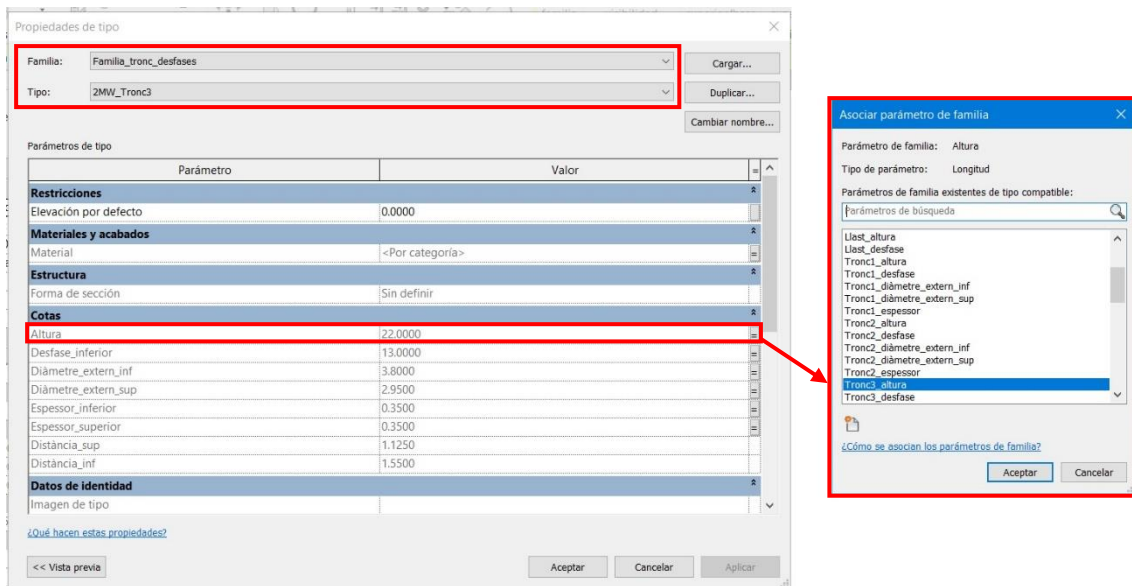 Propiedades de tipo
Familia: Familia_tronc_desfases Cargar...
Tipo: 2MW_Tronc3 Duplicar...
Cambiar nombre...
Parámetros de tipo
Parámetro Valor =
Restricciones
Elevación por defecto 0.0000
Materiales y acabados
Material <Por categoría> =
Estructura
Forma de sección Sin definir
Cotas
Altura 22.0000 =
Desfase_inferior 13.0000 =
Diàmetre_extern_inf 3.8000 =
Diàmetre_extern_sup 2.9500 =
Espessor_inferior 0.3500 =
Espessor_superior 0.3500 =
Distància_sup 1.1250
Distància_inf 1.5500
Datos de identidad
Imagen de tipo
¿Qué hacen estas propiedades?
<< Vista previa Aceptar Cancelar Aplicar
Asociar parámetro de familia
Parámetro de familia: Altura
Tipo de parámetro: Longitud
Parámetros de familia existentes de tipo compatible:
Parámetros de búsqueda
Llast_altura
Llast_desfase
Tronc1_altura
Tronc1_desfase
Tronc1_diàmetre_extern_inf
Tronc1_diàmetre_extern_sup
Tronc1_espessor
Tronc2_altura
Tronc2_desfase
Tronc2_diàmetre_extern_inf
Tronc2_diàmetre_extern_sup
Tronc2_espessor
Tronc3_altura
Tronc3_desfase
¿Cómo se asocian los parámetros de familia?
Aceptar Cancelar